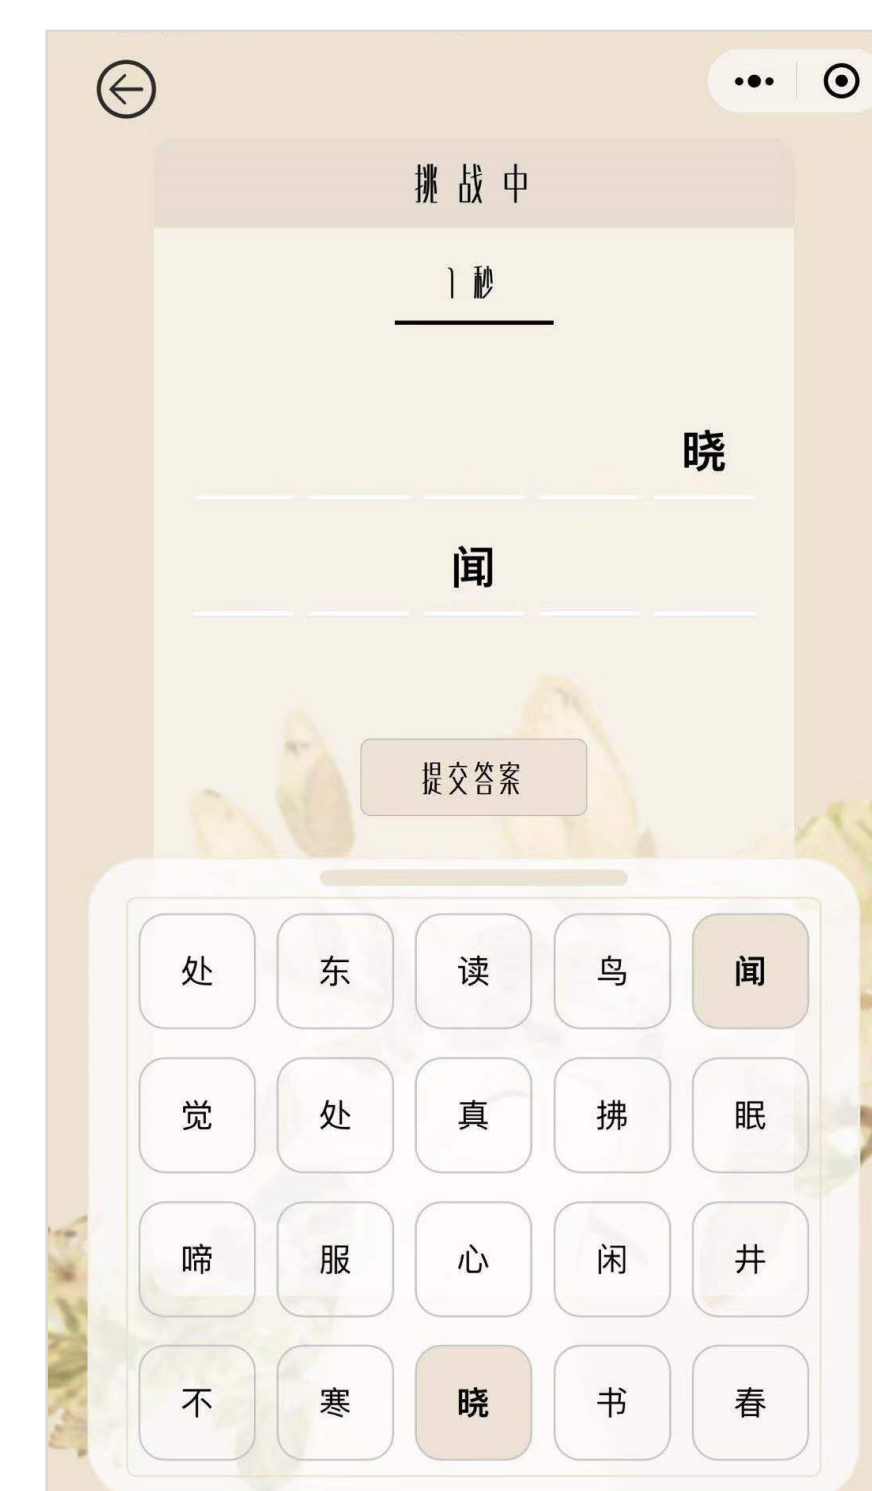 挑战中
1秒
晓
闻
提交答案
处 东 读 鸟 闻
觉 处 真 拂 眠
啼 服 心 闲 井
不 寒 晓 书 春